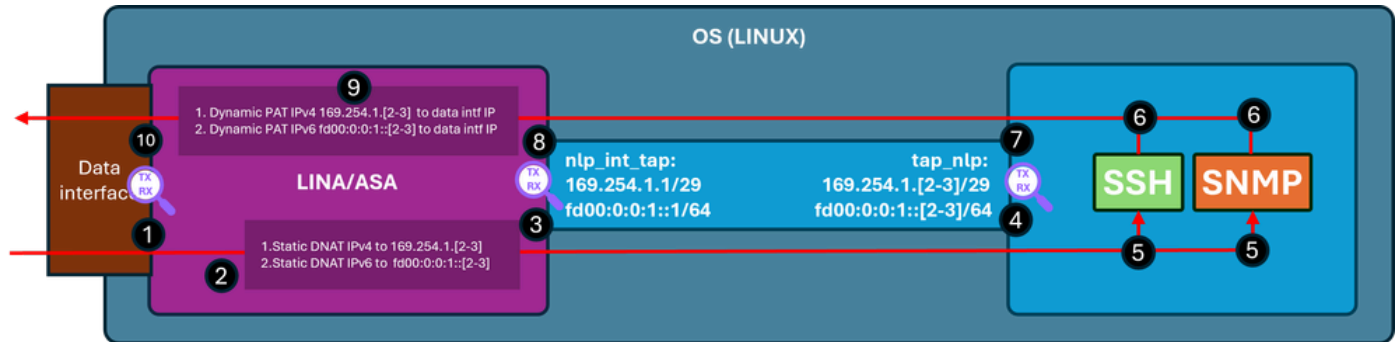 OS (LINUX)
9
1. Dynamic PAT IPv4 169.254.1.[2-3] to data intf IP
2. Dynamic PAT IPv6 fd00:0:0:1::[2-3] to data intf IP
6
6
10
8
7
Data
interfac
TX
RX
LINA/ASA
TX
RX
nlp_int_tap:
169.254.1.1/29
fd00:0:0:1::1/64
tap_nlp:
169.254.1.[2-3]/29
fd00:0:0:1::[2-3]/64
TX
RX
SSH
SNMP
1
3
4
1.Static DNAT IPv4 to 169.254.1.[2-3]
2.Static DNAT IPv6 to fd00:0:0:1::[2-3]
2
5
5